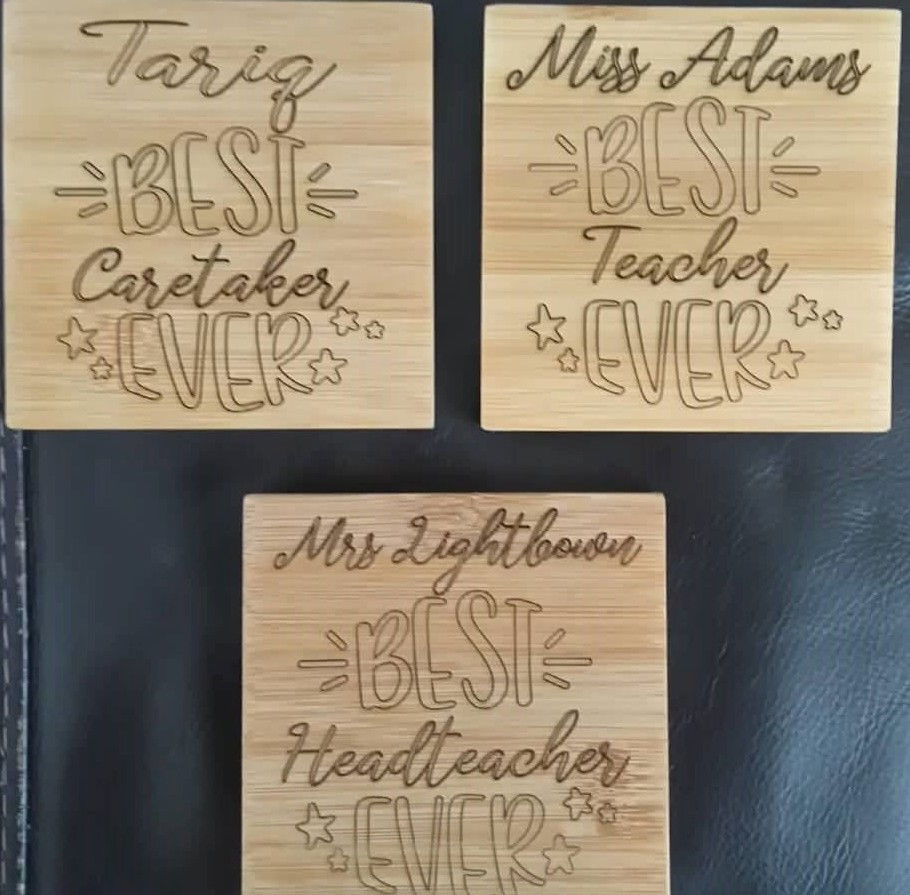 Tariq
BEST
Caretaker
EVER
Miss Adams
BEST
Teacher
EVER
Mrs Lightbown
BEST
Headteacher
EVER